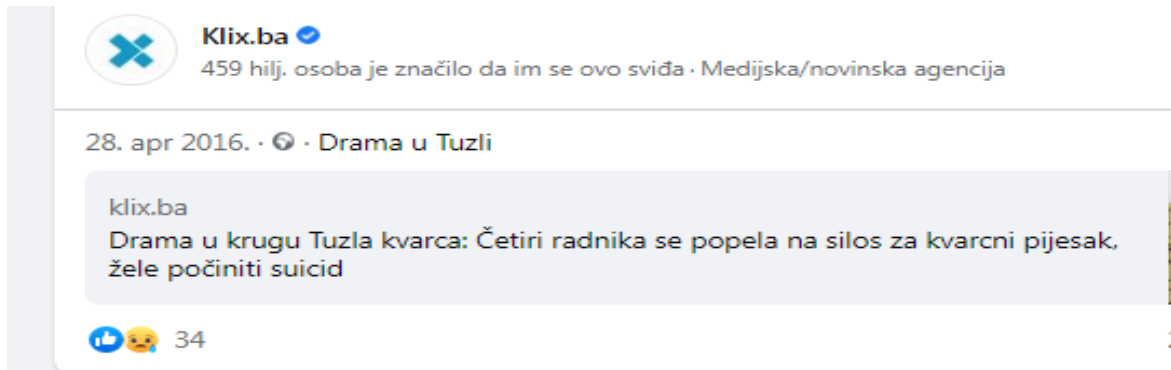 Klix.ba
459 hilj. osoba je značilo da im se ovo sviđa · Medijska/novinska agencija
28. apr 2016. · · Drama u Tuzli
klix.ba
Drama u krugu Tuzla kvarca: Četiri radnika se popela na silos za kvarcni pijesak,
žele počiniti suicid
34